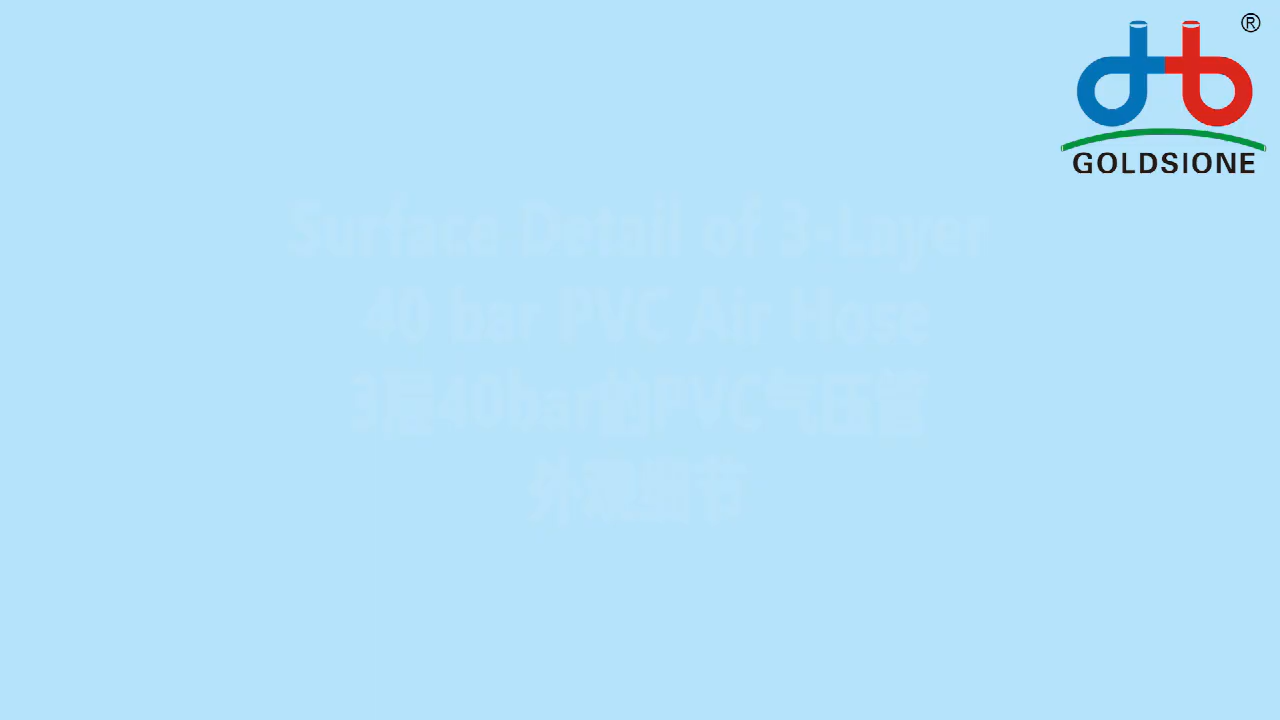 ®
GOLDSIONE
Surface Detail of 3-Layer
40 bar PVC Air Hose
3层40bar的PVC气压管
外观细节